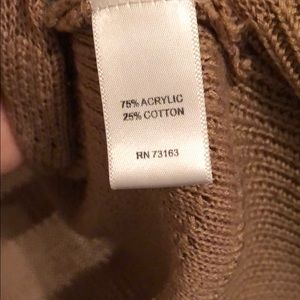 75% ACRYLIC
25% COTTON
RN 73163